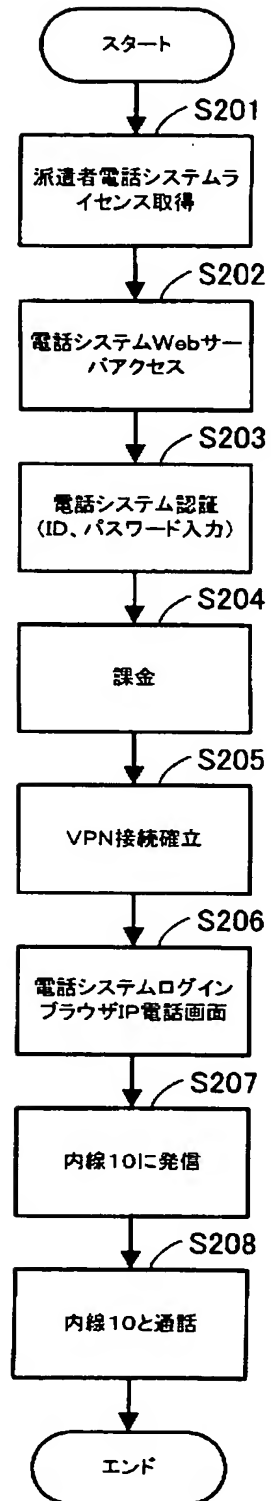 スタート
S201
派遣者電話システムラ
イセンス取得
S202
電話システムWebサー
バアクセス
S203
電話システム認証
(ID、パスワード入力)
S204
課金
S205
VPN接続確立
S206
電話システムログイン
ブラウザIP電話画面
S207
内線10に発信
S208
内線10と通話
エンド